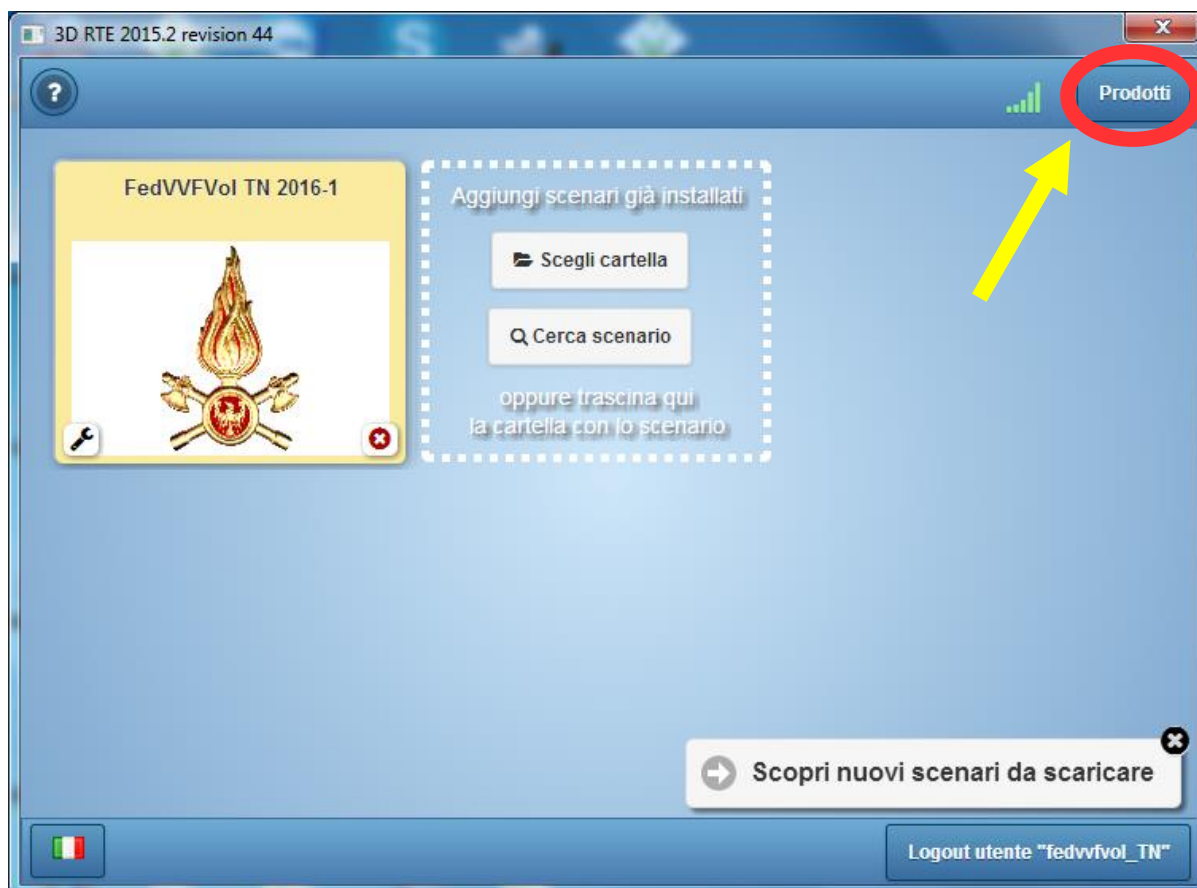 3D RTE 2015.2 revision 44
?
Prodotti
FedVVFVol TN 2016-1
Aggiungi scenari già installati
Scegli cartella
Cerca scenario
oppure trascina qui
la cartella con lo scenario
Scopri nuovi scenari da scaricare
Logout utente "fedvvfvol_TN"